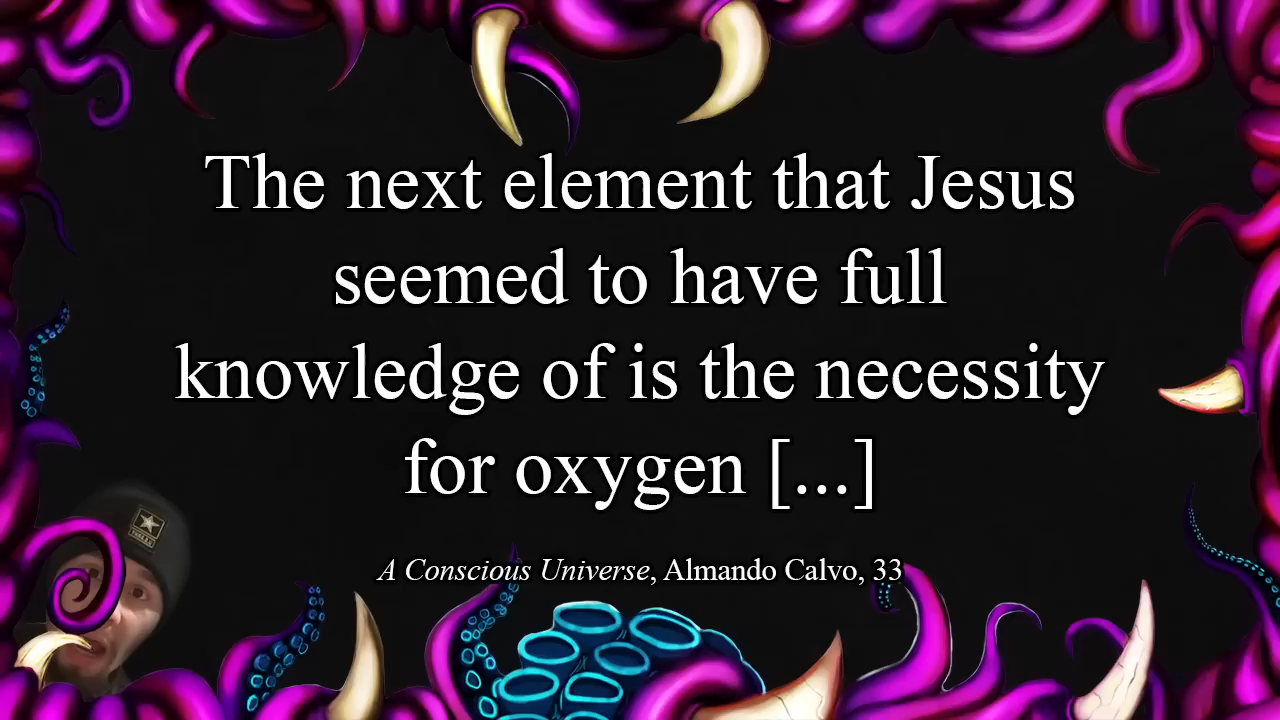 The next element that Jesus
seemed to have full
knowledge of is the necessity
for oxygen [...]
A Conscious Universe, Almando Calvo, 33